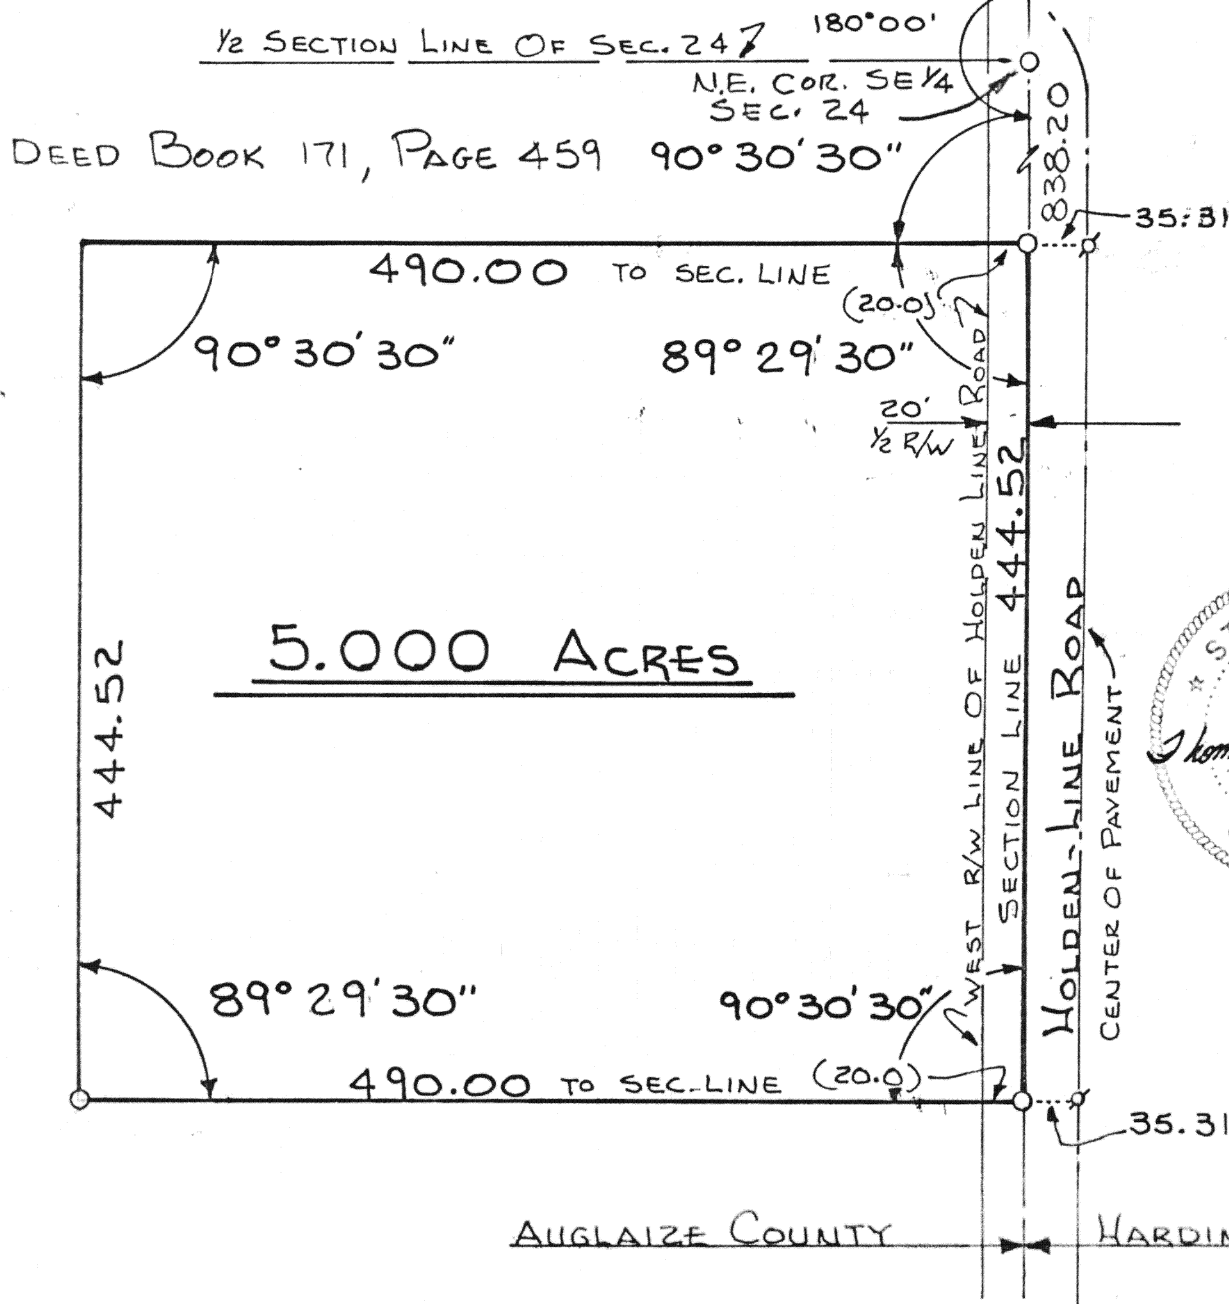 180°00'
½ SECTION LINE OF SEC. 24
N.E. COR. SE ¼
SEC. 24
838.20
DEED BOOK 171, PAGE 459 90°30'30"
35.31
490.00 TO SEC. LINE
(20.0)
90°30'30"
89°29'30"
20'
½ R/W
WEST R/W LINE OF HOLDEN LINE ROAD
444.52
SECTION LINE
HOLDEN-LINE ROAD
CENTER OF PAVEMENT
5.000 ACRES
444.52
89°29'30"
90°30'30"
490.00 TO SEC-LINE
(20.0)
35.31
AUGLAIZE COUNTY
HARDIN